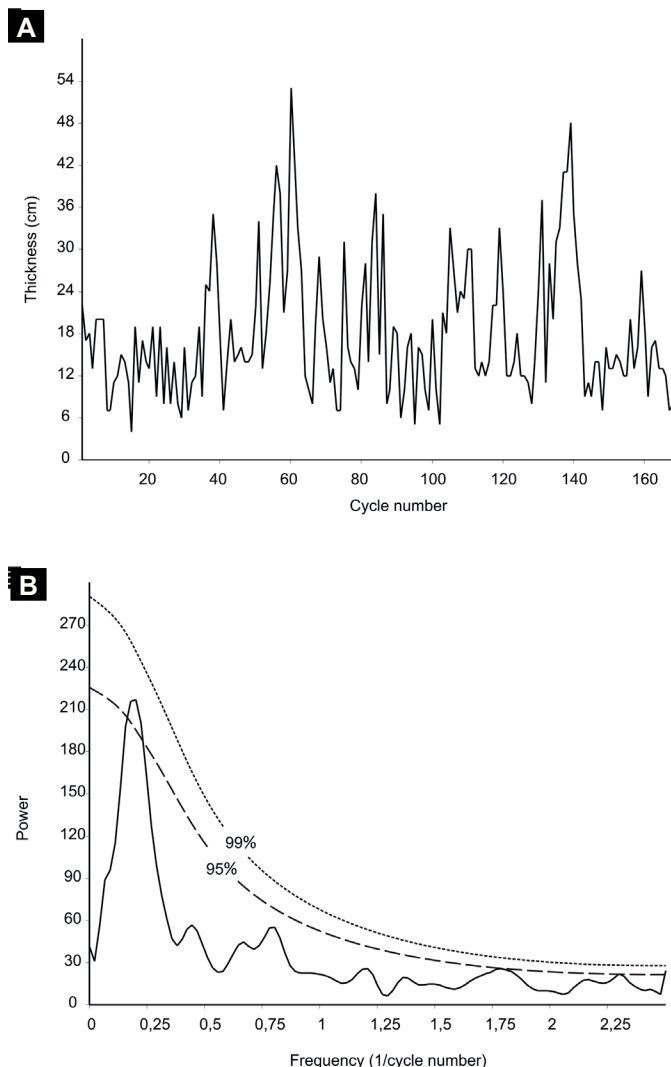 A
54
48
42
36
30
24
18
12
6
0
Thickness (cm)
20 40 60 80 100 120 140 160
Cycle number
B
270
240
210
180
150
120
90
60
30
0
Power
99%
95%
0 0,25 0,5 0,75 1 1,25 1,5 1,75 2 2,25
Frequency (1/cycle number)